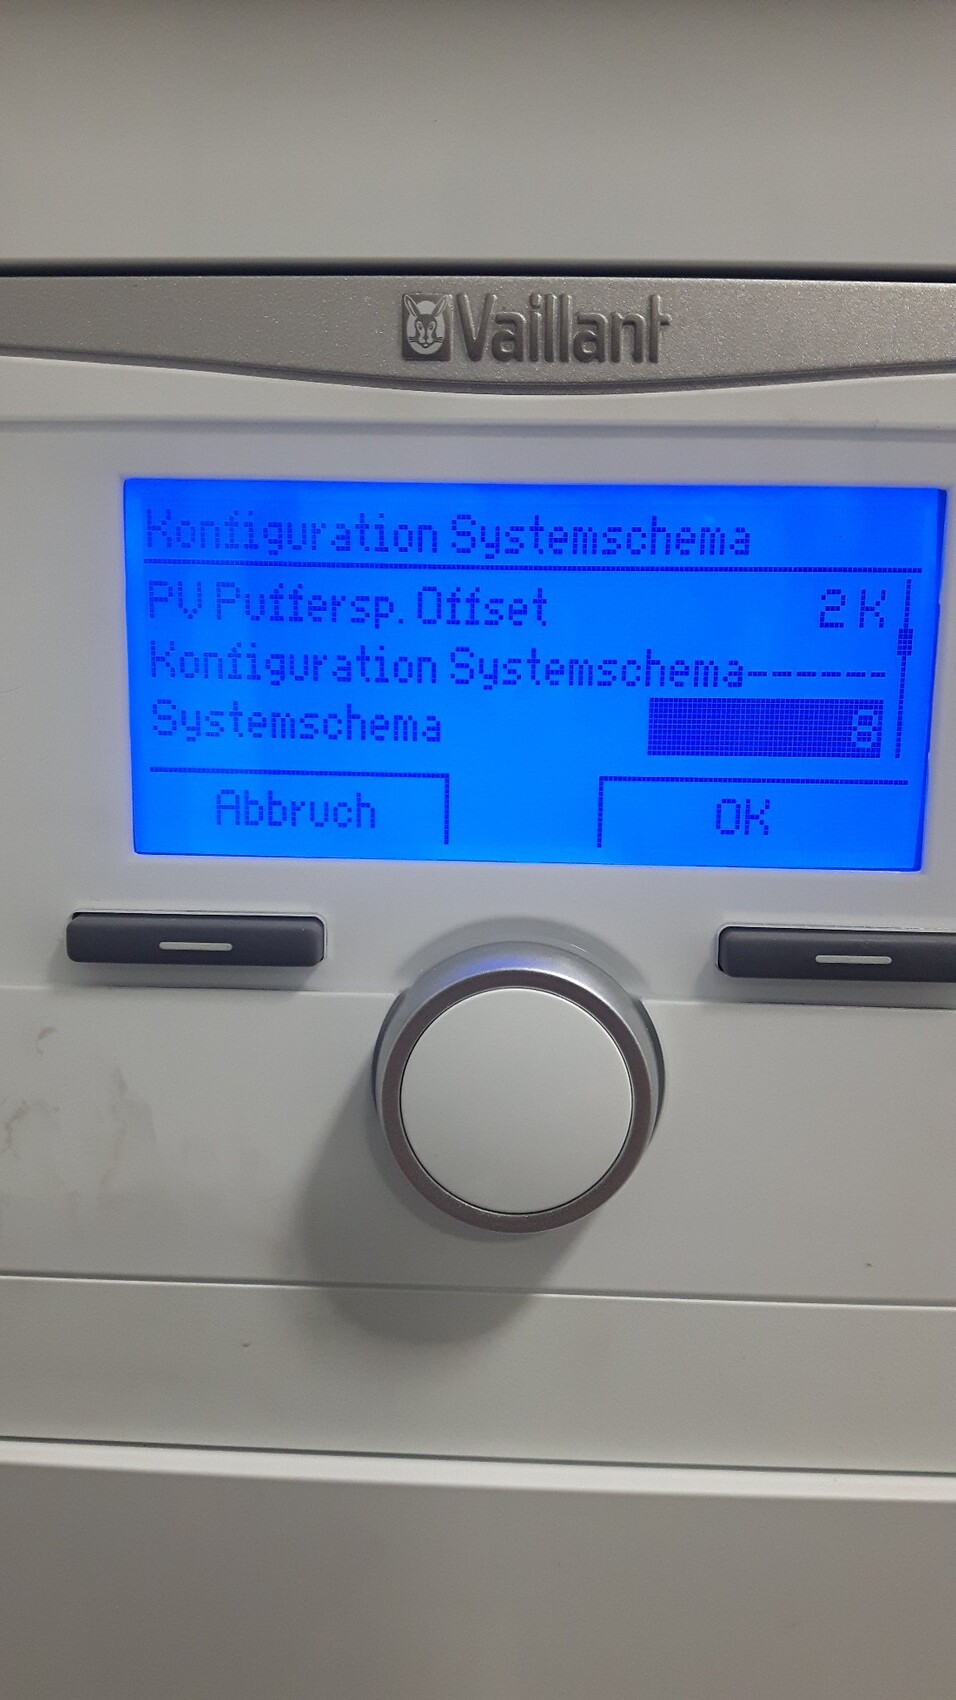 Vaillant
Konfiguration Systemschema
PV Puffersp. Offset 2 K
Konfiguration Systemschema------
Systemschema 8
Abbruch OK